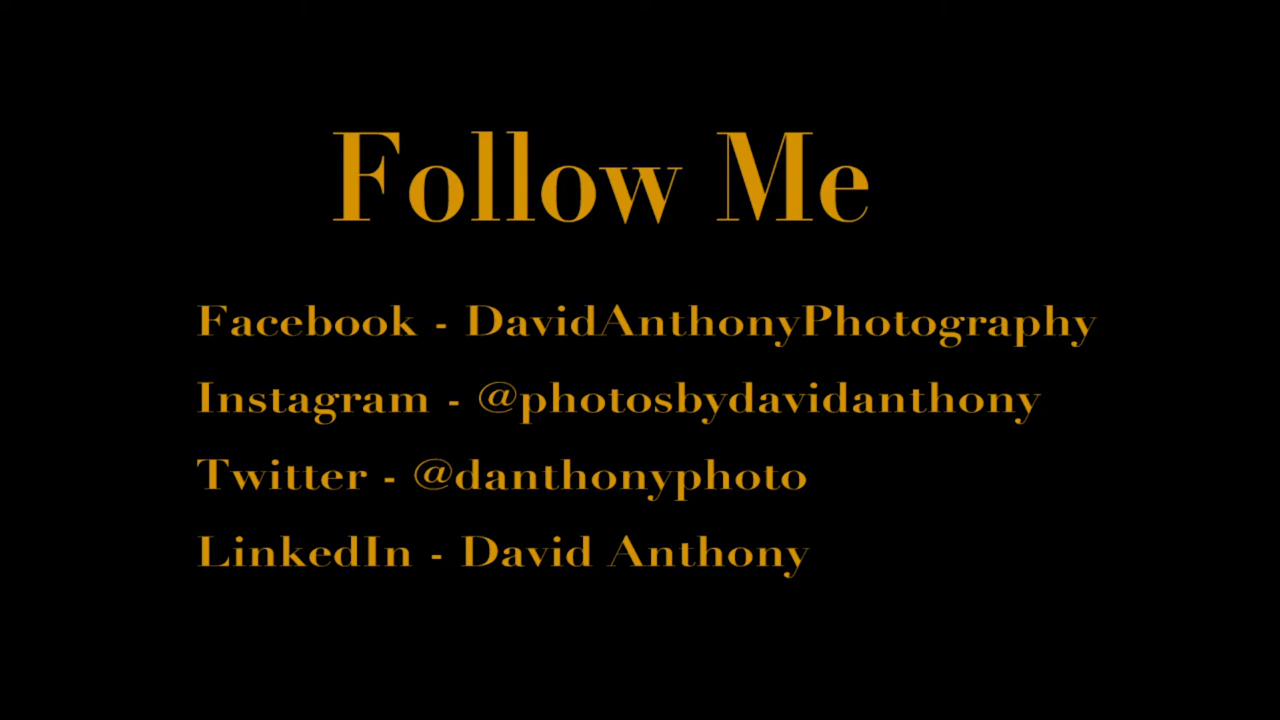 Follow Me
Facebook - DavidAnthonyPhotography
Instagram - @photosbydavidanthony
Twitter - @danthonyphoto
LinkedIn - David Anthony